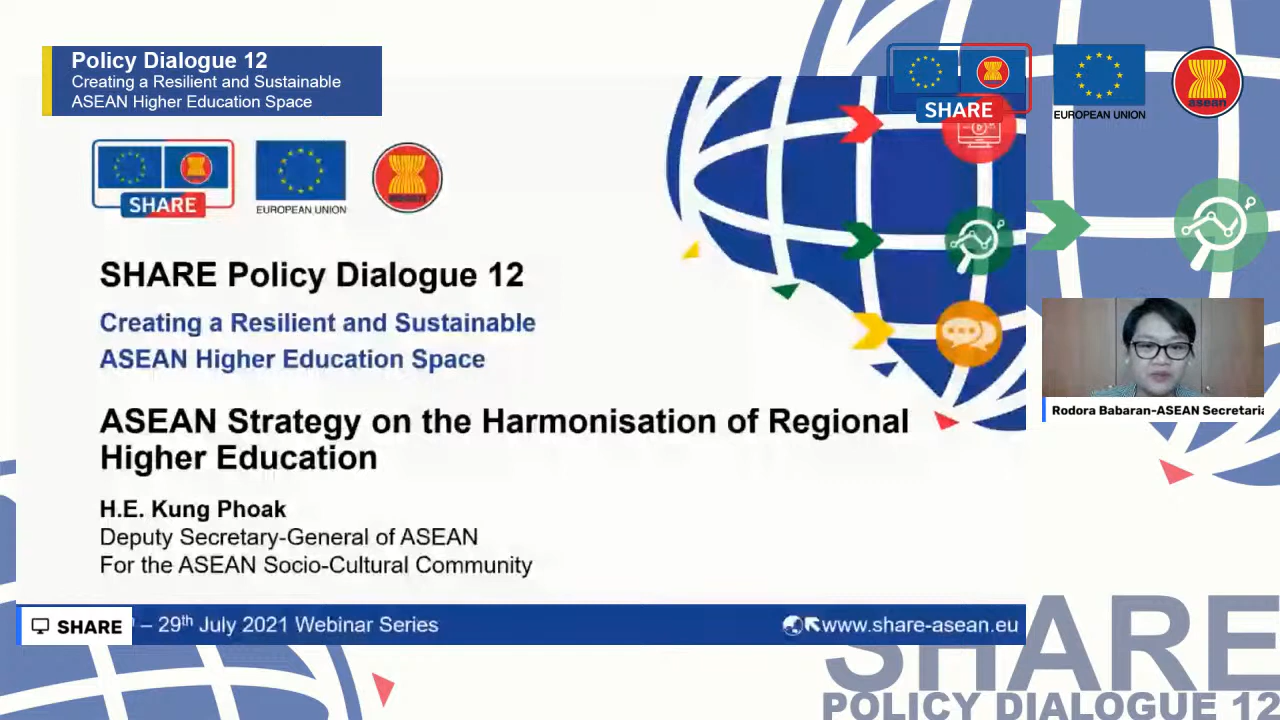 Policy Dialogue 12
Creating a Resilient and Sustainable
ASEAN Higher Education Space
SHARE
EUROPEAN UNION
asean
SHARE
EUROPEAN UNION
SHARE Policy Dialogue 12
Creating a Resilient and Sustainable
ASEAN Higher Education Space
ASEAN Strategy on the Harmonisation of Regional
Higher Education
H.E. Kung Phoak
Deputy Secretary-General of ASEAN
For the ASEAN Socio-Cultural Community
Rodora Babaran-ASEAN Secretaria
SHARE
– 29th July 2021 Webinar Series
www.share-asean.eu
SHARE
POLICY DIALOGUE 12